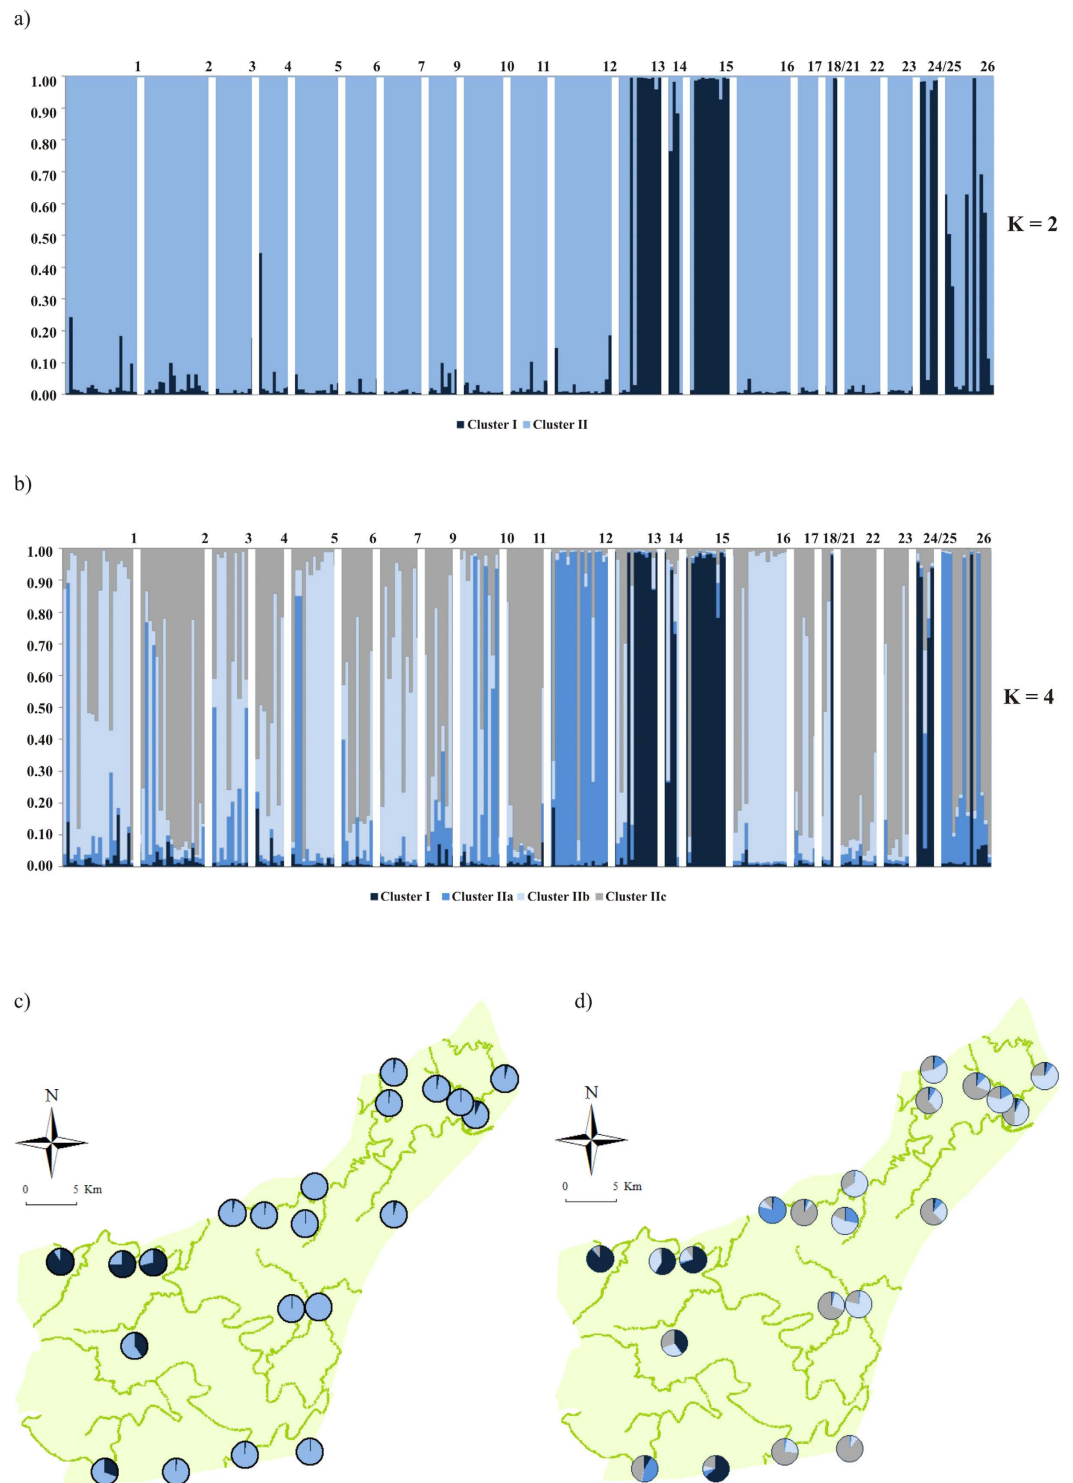 a)
1 2 3 4 5 6 7 9 10 11 12 13 14 15 16 17 18/21 22 23 24/25 26
1.00
0.90
0.80
0.70
0.60
0.50
0.40
0.30
0.20
0.10
0.00
K = 2
Cluster I Cluster II
b)
1 2 3 4 5 6 7 9 10 11 12 13 14 15 16 17 18/21 22 23 24/25 26
1.00
0.90
0.80
0.70
0.60
0.50
0.40
0.30
0.20
0.10
0.00
K = 4
Cluster I Cluster IIa Cluster IIb Cluster IIc
c)
N
0 5 Km
d)
N
0 5 Km